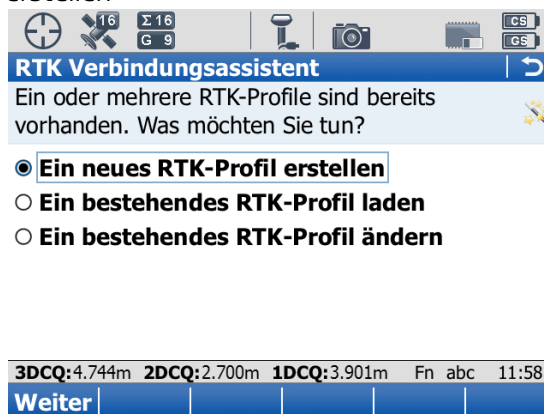 16 Σ 16 CS
G 9 GS
RTK Verbindungsassistent
Ein oder mehrere RTK-Profile sind bereits
vorhanden. Was möchten Sie tun?
Ein neues RTK-Profil erstellen
Ein bestehendes RTK-Profil laden
Ein bestehendes RTK-Profil ändern
3DCQ:4.744m 2DCQ:2.700m 1DCQ:3.901m Fn abc 11:58
Weiter